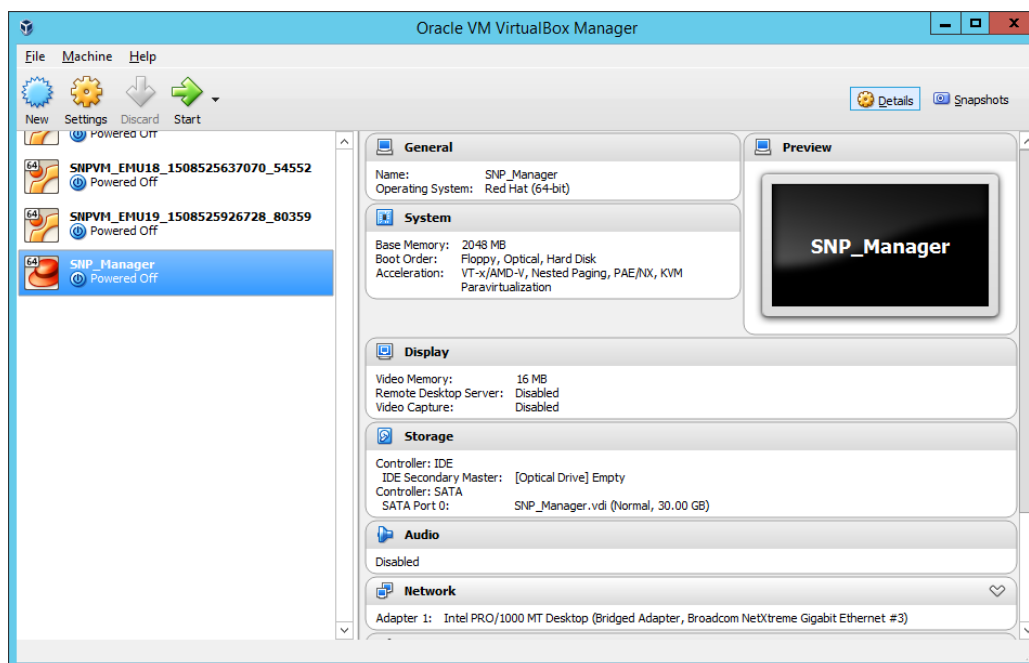 Oracle VM VirtualBox Manager
File Machine Help
New Settings Discard Start
Details Snapshots
Powered Off
64 SNPVM_EMU18_1508525637070_54552
Powered Off
64 SNPVM_EMU19_1508525926728_80359
Powered Off
64 SNP_Manager
Powered Off
General
Name: SNP_Manager
Operating System: Red Hat (64-bit)
System
Base Memory: 2048 MB
Boot Order: Floppy, Optical, Hard Disk
Acceleration: VT-x/AMD-V, Nested Paging, PAE/NX, KVM
Paravirtualization
Preview
SNP_Manager
Display
Video Memory: 16 MB
Remote Desktop Server: Disabled
Video Capture: Disabled
Storage
Controller: IDE
IDE Secondary Master: [Optical Drive] Empty
Controller: SATA
SATA Port 0: SNP_Manager.vdi (Normal, 30.00 GB)
Audio
Disabled
Network
Adapter 1: Intel PRO/1000 MT Desktop (Bridged Adapter, Broadcom NetXtreme Gigabit Ethernet #3)